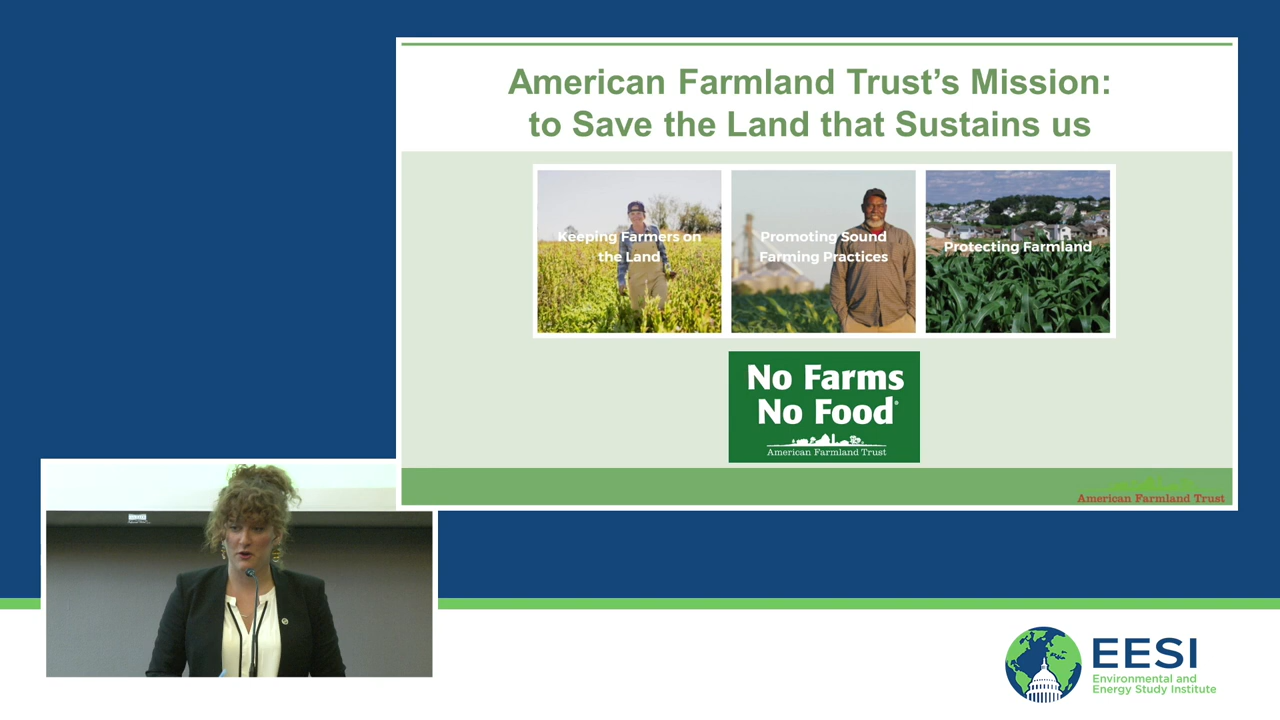 American Farmland Trust’s Mission:
to Save the Land that Sustains us
Keeping Farmers on
the Land
Promoting Sound
Farming Practices
Protecting Farmland
No Farms
No Food®
American Farmland Trust
American Farmland Trust
EESI
Environmental and
Energy Study Institute